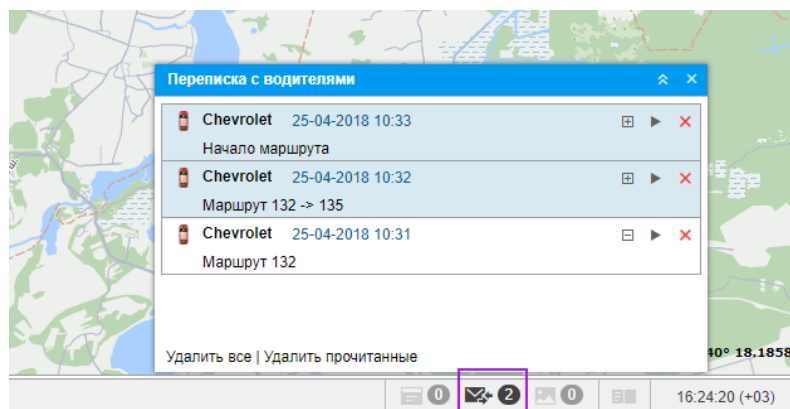 Переписка с водителями
Chevrolet 25-04-2018 10:33
Начало маршрута
Chevrolet 25-04-2018 10:32
Маршрут 132 -> 135
Chevrolet 25-04-2018 10:31
Маршрут 132
Удалить все | Удалить прочитанные
40° 18.1858
0 2 0 16:24:20 (+03)